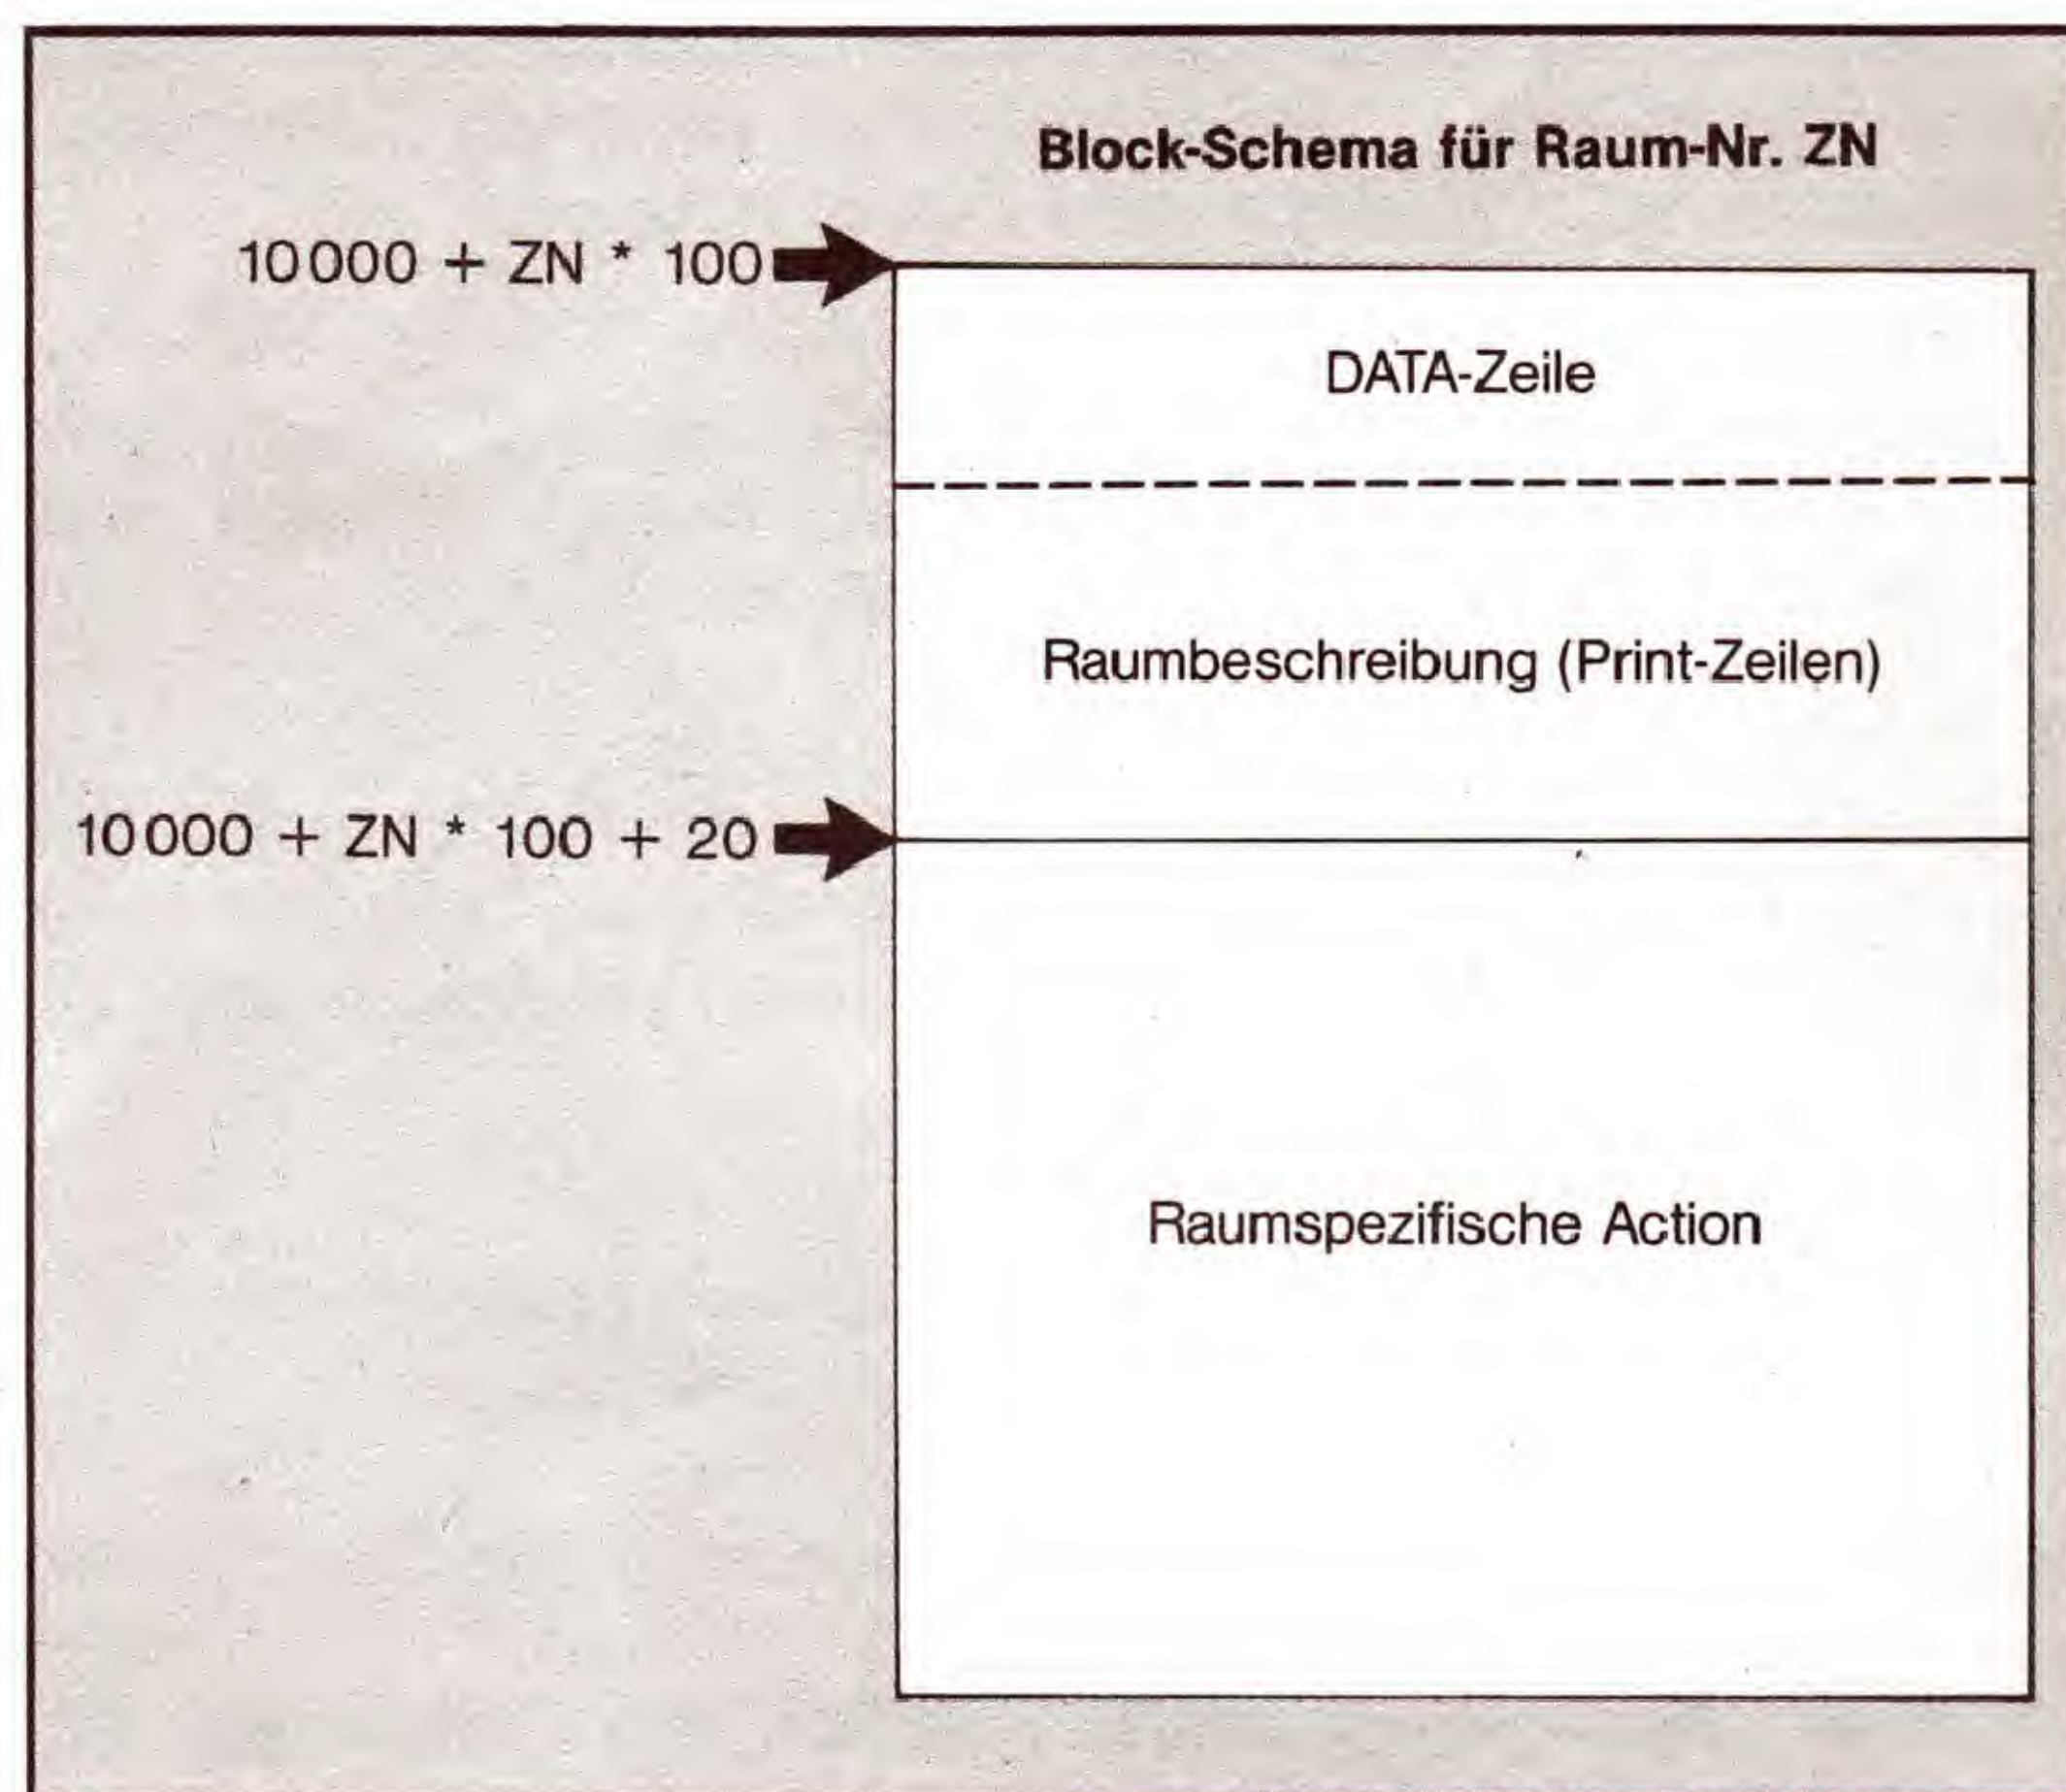 Block-Schema für Raum-Nr. ZN
10000 + ZN * 100
DATA-Zeile
Raumbeschreibung (Print-Zeilen)
10000 + ZN * 100 + 20
Raumspezifische Action